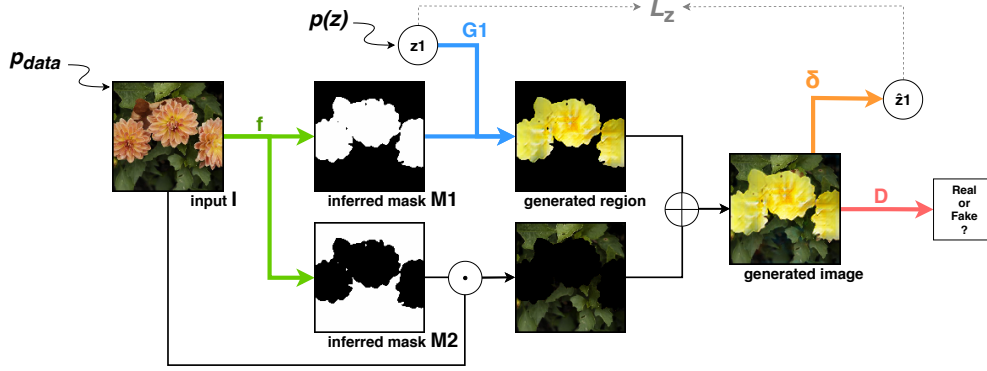 p(z)
z1
G1
L_z
p_data
δ
ẑ1
f
input I
inferred mask M1
generated region
D
Real
or
Fake
?
generated image
inferred mask M2